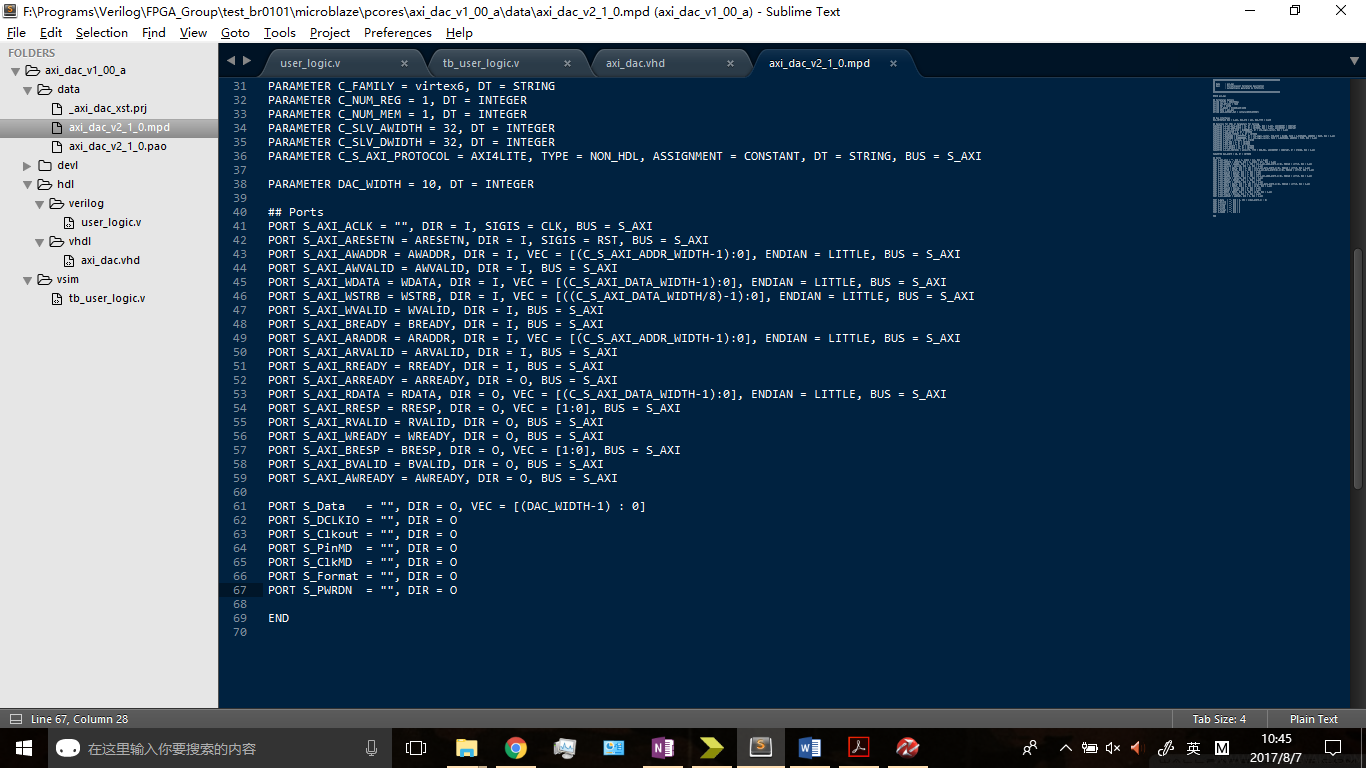 F:\Programs\Verilog\FPGA_Group\test_br0101\microblaze\pcores\axi_dac_v1_00_a\data\axi_dac_v2_1_0.mpd (axi_dac_v1_00_a) - Sublime Text
File Edit Selection Find View Goto Tools Project Preferences Help
FOLDERS
axi_dac_v1_00_a
data
_axi_dac_xst.prj
axi_dac_v2_1_0.mpd
axi_dac_v2_1_0.pao
devl
hdl
verilog
user_logic.v
vhdl
axi_dac.vhd
vsim
tb_user_logic.v
user_logic.v × tb_user_logic.v × axi_dac.vhd × axi_dac_v2_1_0.mpd ×
31 PARAMETER C_FAMILY = virtex6, DT = STRING
32 PARAMETER C_NUM_REG = 1, DT = INTEGER
33 PARAMETER C_NUM_MEM = 1, DT = INTEGER
34 PARAMETER C_SLV_AWIDTH = 32, DT = INTEGER
35 PARAMETER C_SLV_DWIDTH = 32, DT = INTEGER
36 PARAMETER C_S_AXI_PROTOCOL = AXI4LITE, TYPE = NON_HDL, ASSIGNMENT = CONSTANT, DT = STRING, BUS = S_AXI
37
38 PARAMETER DAC_WIDTH = 10, DT = INTEGER
39
40 ## Ports
41 PORT S_AXI_ACLK = "", DIR = I, SIGIS = CLK, BUS = S_AXI
42 PORT S_AXI_ARESETN = ARESETN, DIR = I, SIGIS = RST, BUS = S_AXI
43 PORT S_AXI_AWADDR = AWADDR, DIR = I, VEC = [(C_S_AXI_ADDR_WIDTH-1):0], ENDIAN = LITTLE, BUS = S_AXI
44 PORT S_AXI_AWVALID = AWVALID, DIR = I, BUS = S_AXI
45 PORT S_AXI_WDATA = WDATA, DIR = I, VEC = [(C_S_AXI_DATA_WIDTH-1):0], ENDIAN = LITTLE, BUS = S_AXI
46 PORT S_AXI_WSTRB = WSTRB, DIR = I, VEC = [((C_S_AXI_DATA_WIDTH/8)-1):0], ENDIAN = LITTLE, BUS = S_AXI
47 PORT S_AXI_WVALID = WVALID, DIR = I, BUS = S_AXI
48 PORT S_AXI_BREADY = BREADY, DIR = I, BUS = S_AXI
49 PORT S_AXI_ARADDR = ARADDR, DIR = I, VEC = [(C_S_AXI_ADDR_WIDTH-1):0], ENDIAN = LITTLE, BUS = S_AXI
50 PORT S_AXI_ARVALID = ARVALID, DIR = I, BUS = S_AXI
51 PORT S_AXI_RREADY = RREADY, DIR = I, BUS = S_AXI
52 PORT S_AXI_ARREADY = ARREADY, DIR = O, BUS = S_AXI
53 PORT S_AXI_RDATA = RDATA, DIR = O, VEC = [(C_S_AXI_DATA_WIDTH-1):0], ENDIAN = LITTLE, BUS = S_AXI
54 PORT S_AXI_RRESP = RRESP, DIR = O, VEC = [1:0], BUS = S_AXI
55 PORT S_AXI_RVALID = RVALID, DIR = O, BUS = S_AXI
56 PORT S_AXI_WREADY = WREADY, DIR = O, BUS = S_AXI
57 PORT S_AXI_BRESP = BRESP, DIR = O, VEC = [1:0], BUS = S_AXI
58 PORT S_AXI_BVALID = BVALID, DIR = O, BUS = S_AXI
59 PORT S_AXI_AWREADY = AWREADY, DIR = O, BUS = S_AXI
60
61 PORT S_Data   = "", DIR = O, VEC = [(DAC_WIDTH-1) : 0]
62 PORT S_DCLKIO = "", DIR = O
63 PORT S_Clkout = "", DIR = O
64 PORT S_PinMD  = "", DIR = O
65 PORT S_ClkMD  = "", DIR = O
66 PORT S_Format = "", DIR = O
67 PORT S_PWRDN  = "", DIR = O
68
69 END
70
Line 67, Column 28 Tab Size: 4 Plain Text
在这里输入你要搜索的内容
英 M 10:45
2017/8/7